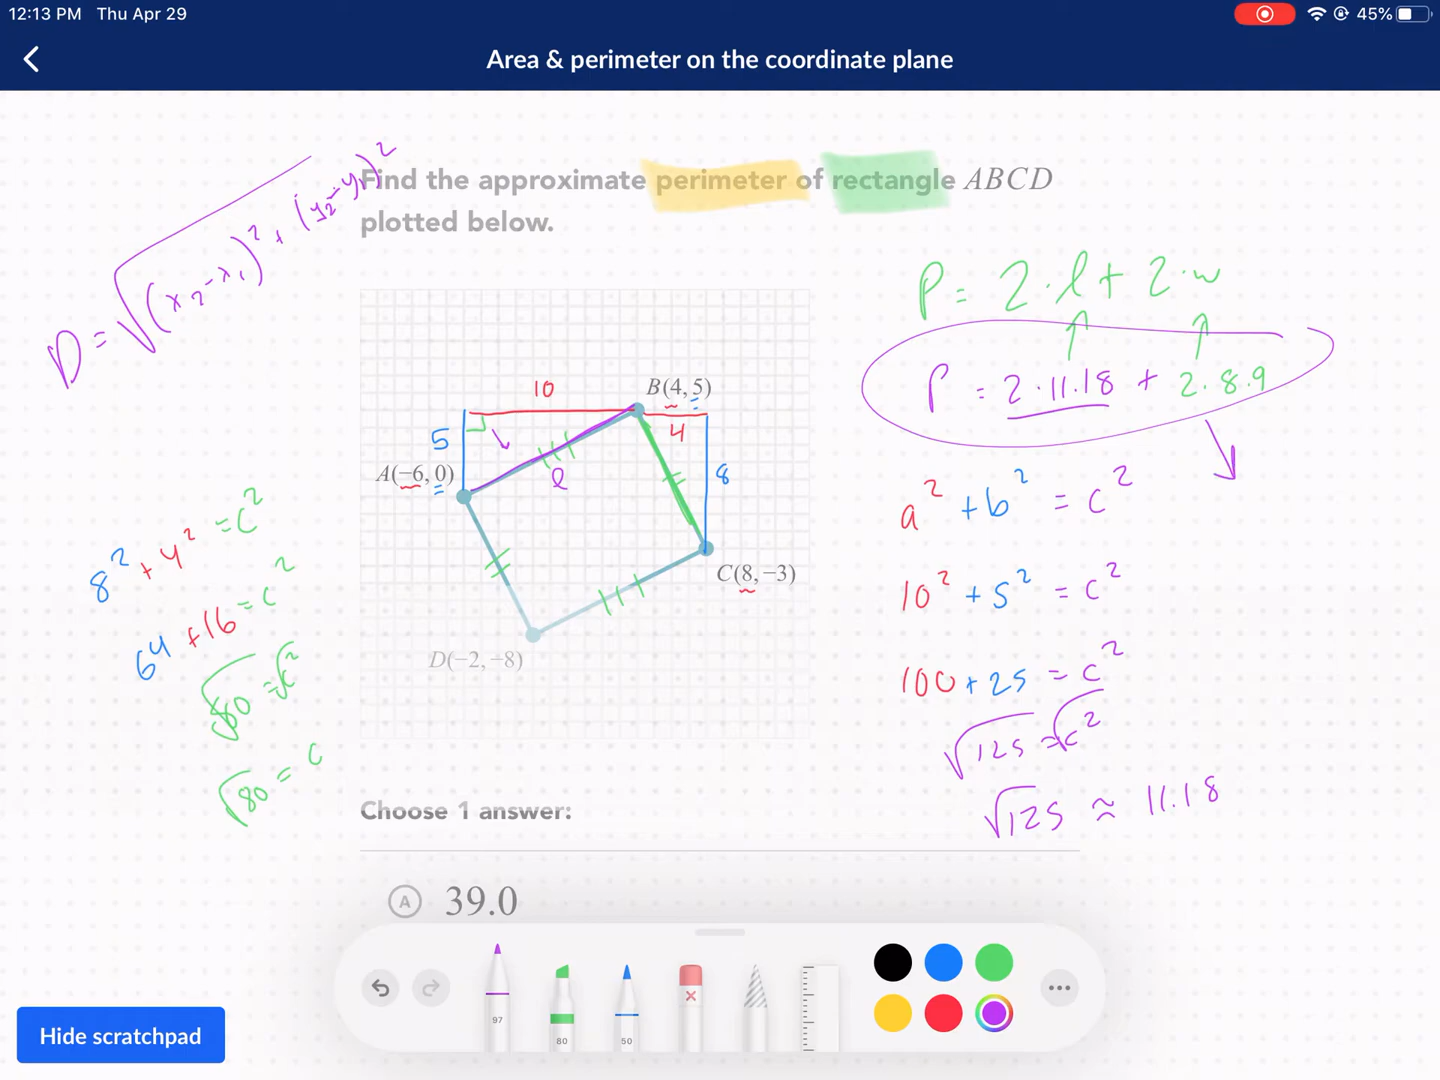 12:13 PM Thu Apr 29
45%
Area & perimeter on the coordinate plane
Find the approximate perimeter of rectangle ABCD
plotted below.
D = √(x₂-x₁)² + (y₂-y₁)²
P = 2·l + 2·w
P = 2·11.18 + 2·8.9
10
B(4, 5)
5
4
A(−6, 0)
l
8
C(8, −3)
D(−2, −8)
8² + 4² = c²
64 + 16 = c²
√80 = √c²
√80 = c
a² + b² = c²
10² + 5² = c²
100 + 25 = c²
√125 = √c²
√125 ≈ 11.18
Choose 1 answer:
A 39.0
97
80
50
Hide scratchpad